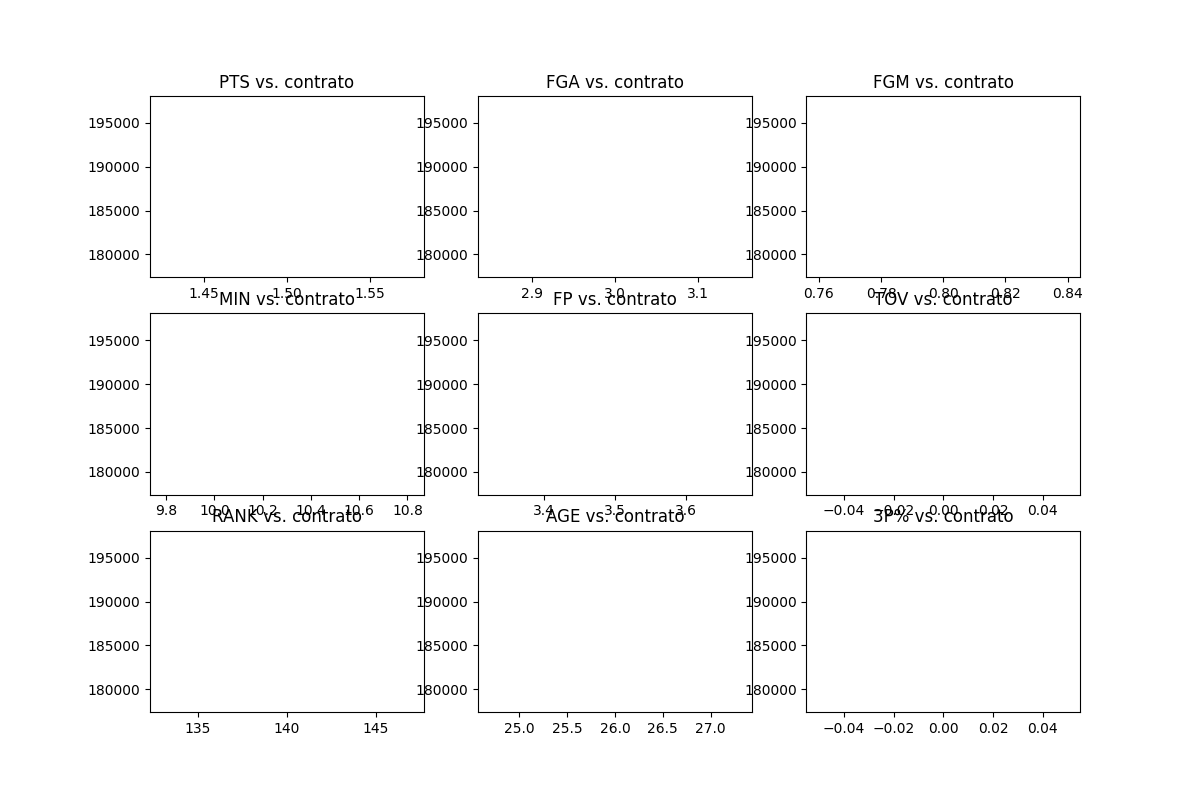 PTS vs. contrato
FGA vs. contrato
FGM vs. contrato
195000
190000
185000
180000
1.45 1.50 1.55
195000
190000
185000
180000
2.9 3.0 3.1
195000
190000
185000
180000
0.76 0.78 0.80 0.82 0.84
MIN vs. contrato
FP vs. contrato
TOV vs. contrato
195000
190000
185000
180000
9.8 10.0 10.2 10.4 10.6 10.8
195000
190000
185000
180000
3.4 3.5 3.6
195000
190000
185000
180000
−0.04 −0.02 0.00 0.02 0.04
RANK vs. contrato
AGE vs. contrato
3P% vs. contrato
195000
190000
185000
180000
135 140 145
195000
190000
185000
180000
25.0 25.5 26.0 26.5 27.0
195000
190000
185000
180000
−0.04 −0.02 0.00 0.02 0.04